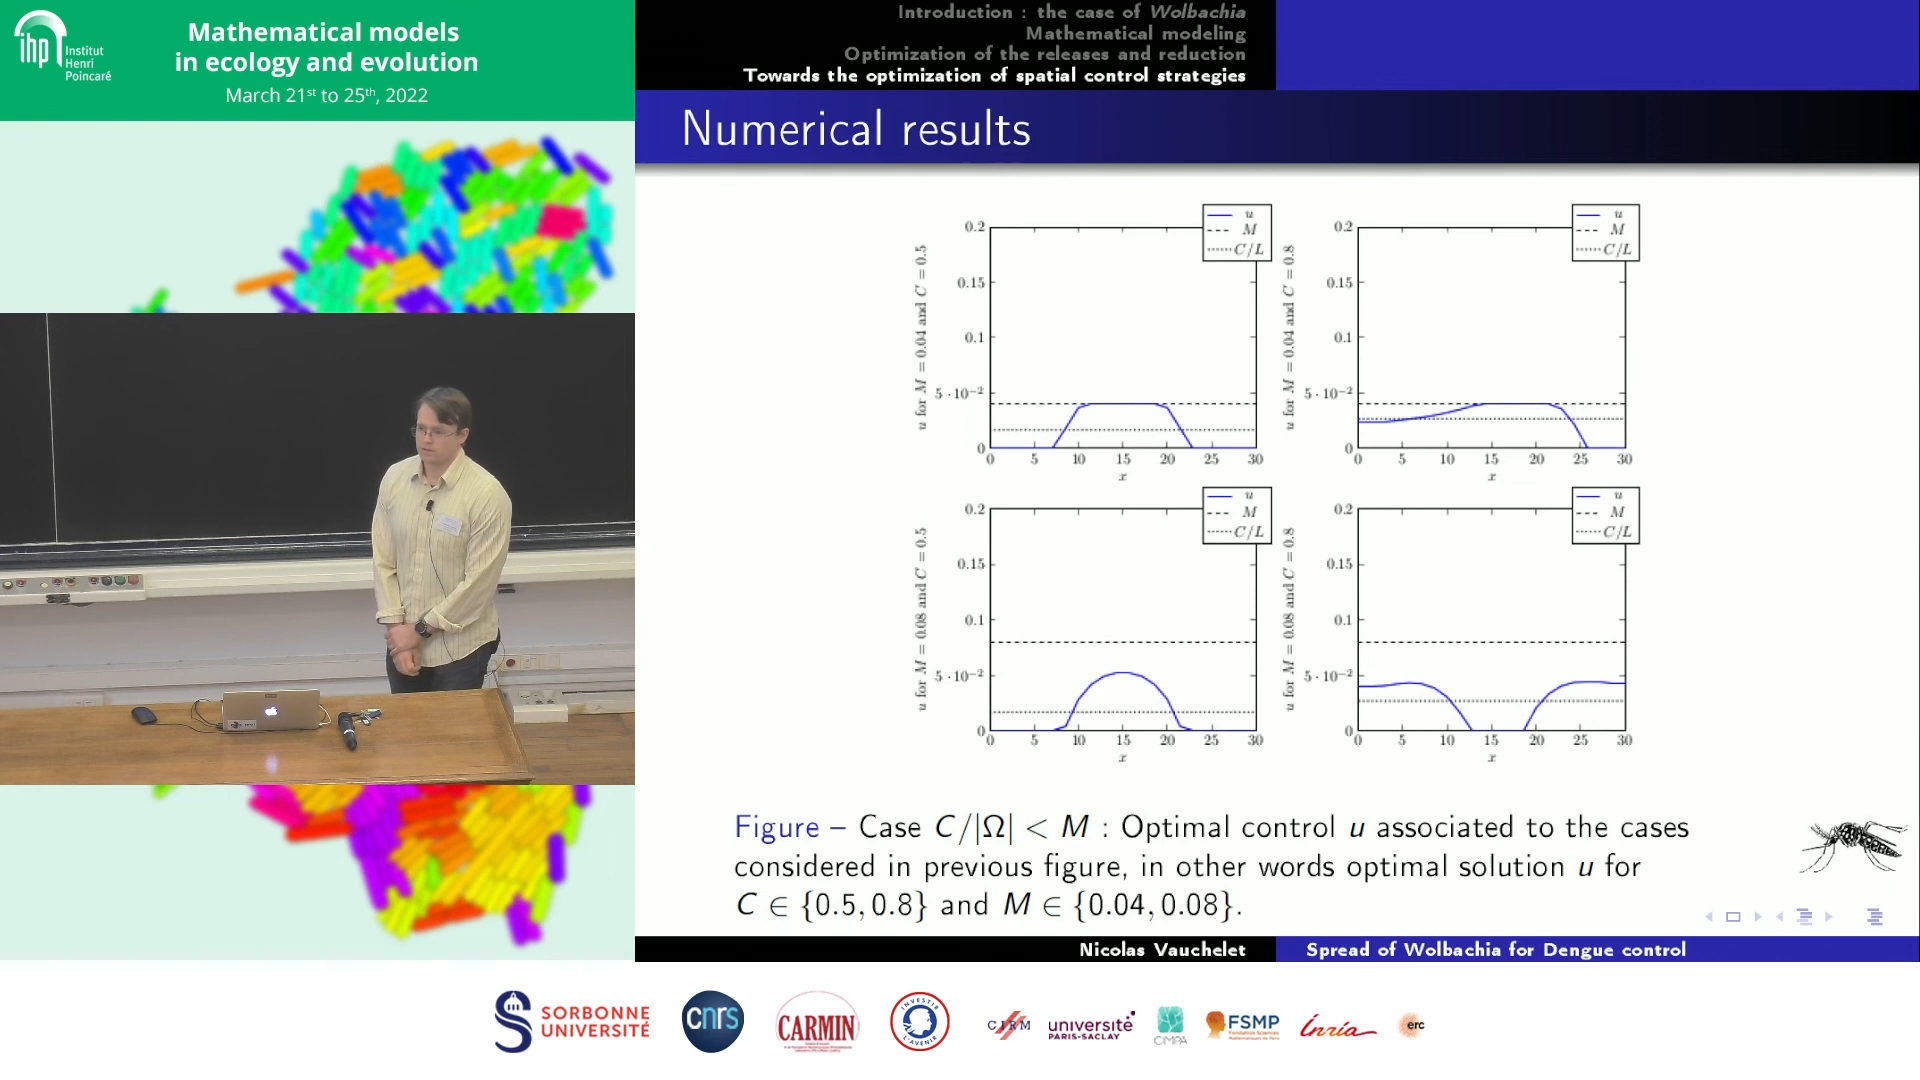 ihp
Institut
Henri
Poincaré
Mathematical models
in ecology and evolution
March 21st to 25th, 2022
Introduction : the case of Wolbachia
Mathematical modeling
Optimization of the releases and reduction
Towards the optimization of spatial control strategies
Numerical results
u for M = 0.04 and C = 0.5
0.2
0.15
0.1
5 · 10⁻²
0
0 5 10 15 20 25 30
x
u
M
C/L
u for M = 0.04 and C = 0.8
0.2
0.15
0.1
5 · 10⁻²
0
0 5 10 15 20 25 30
x
u
M
C/L
u for M = 0.08 and C = 0.5
0.2
0.15
0.1
5 · 10⁻²
0
0 5 10 15 20 25 30
x
u
M
C/L
u for M = 0.08 and C = 0.8
0.2
0.15
0.1
5 · 10⁻²
0
0 5 10 15 20 25 30
x
u
M
C/L
Figure – Case C/|Ω| < M : Optimal control u associated to the cases
considered in previous figure, in other words optimal solution u for
C ∈ {0.5, 0.8} and M ∈ {0.04, 0.08}.
Nicolas Vauchelet
Spread of Wolbachia for Dengue control
SORBONNE
UNIVERSITÉ
cnrs
CARMIN
INVESTIR
L'AVENIR
CIRM
université
PARIS-SACLAY
CIMPA
FSMP
Fondation Sciences
Mathématiques de Paris
Inria
erc